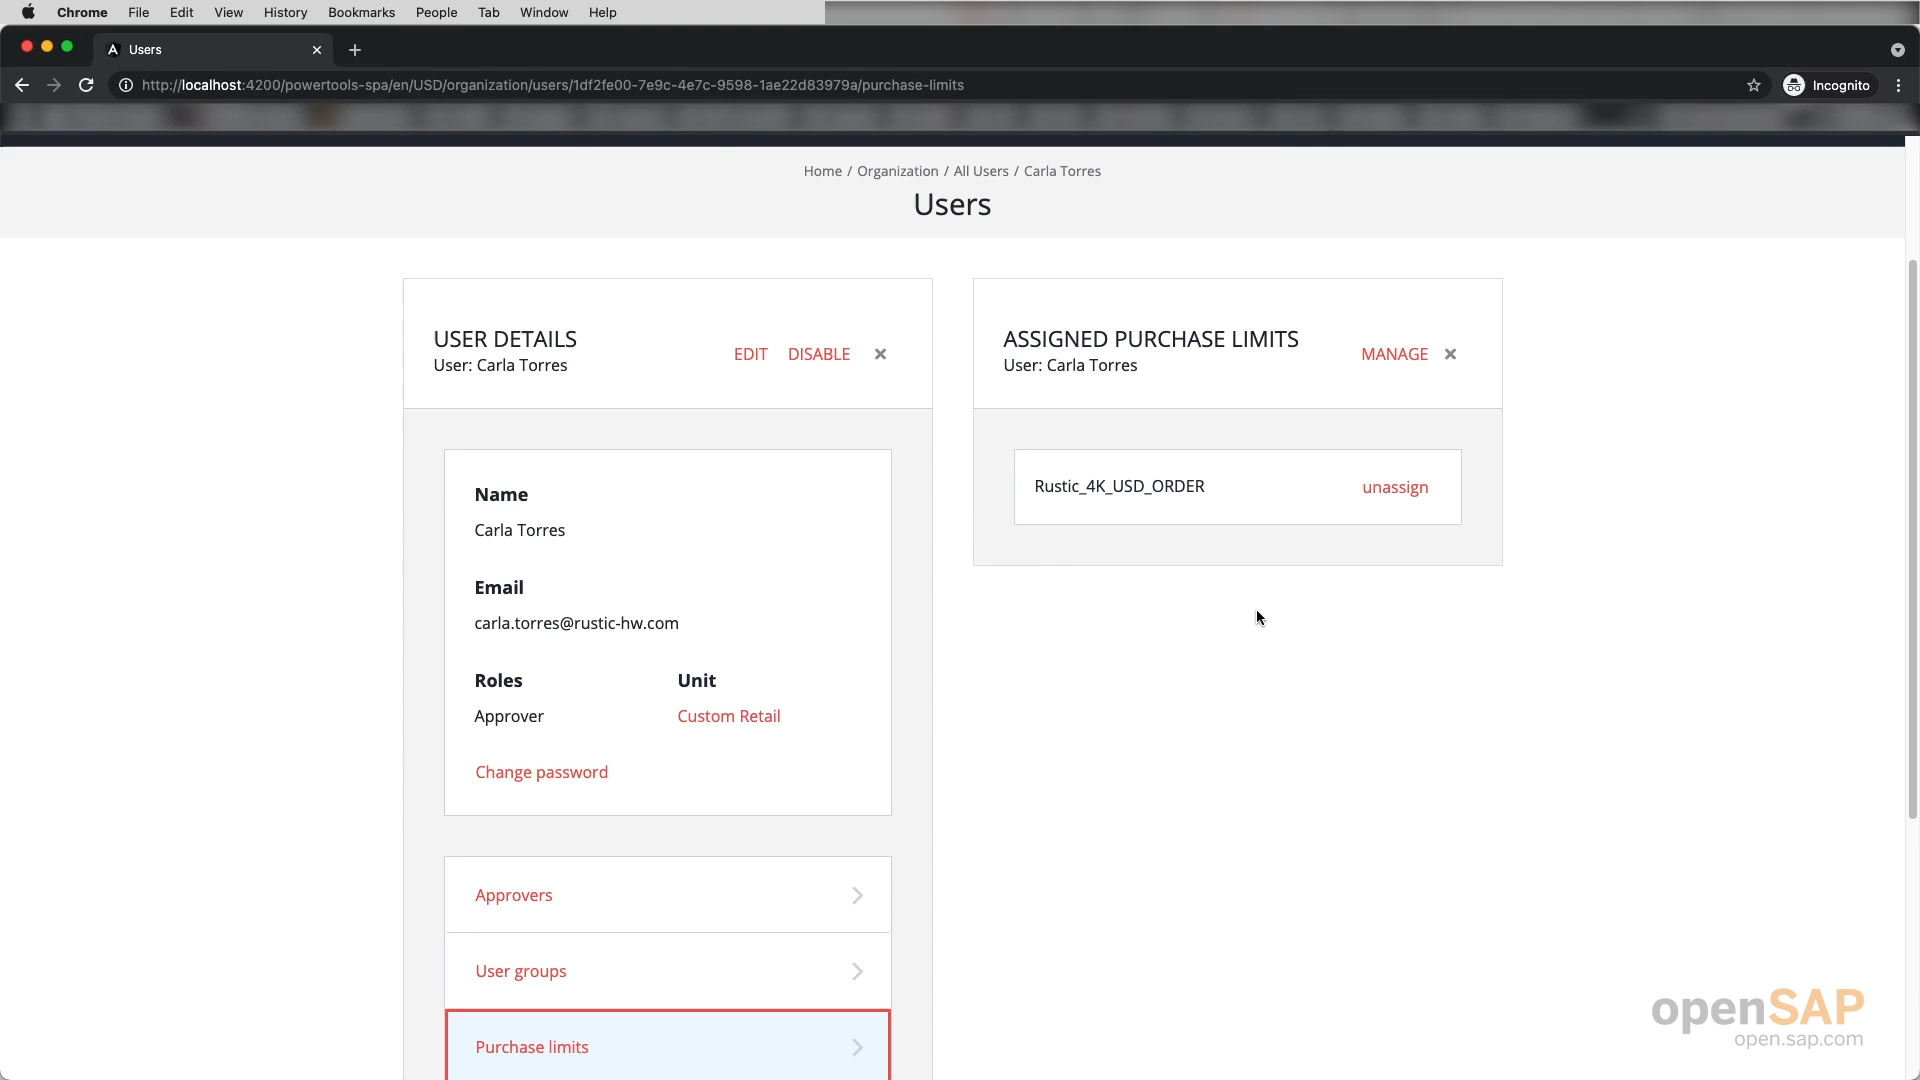 Chrome File Edit View History Bookmarks People Tab Window Help
Users
http://localhost:4200/powertools-spa/en/USD/organization/users/1df2fe00-7e9c-4e7c-9598-1ae22d83979a/purchase-limits
Incognito
Home / Organization / All Users / Carla Torres
Users
USER DETAILS
User: Carla Torres
EDIT DISABLE
ASSIGNED PURCHASE LIMITS
User: Carla Torres
MANAGE
Rustic_4K_USD_ORDER unassign
Name
Carla Torres
Email
carla.torres@rustic-hw.com
Roles Unit
Approver Custom Retail
Change password
Approvers
User groups
Purchase limits
openSAP
open.sap.com